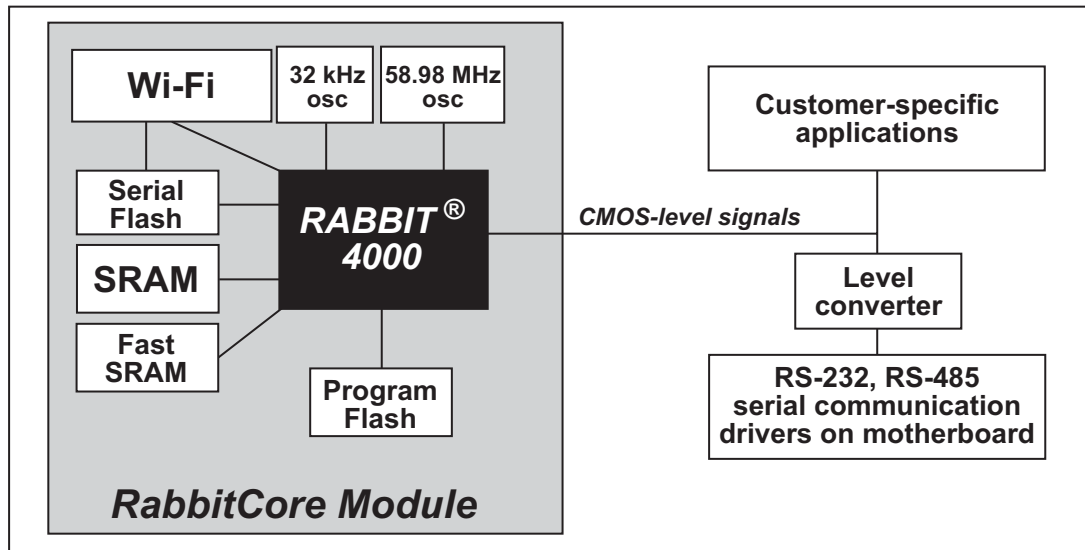 Wi-Fi
32 kHz
osc
58.98 MHz
osc
Serial
Flash
SRAM
Fast
SRAM
RABBIT®
4000
Program
Flash
RabbitCore Module
CMOS-level signals
Customer-specific
applications
Level
converter
RS-232, RS-485
serial communication
drivers on motherboard